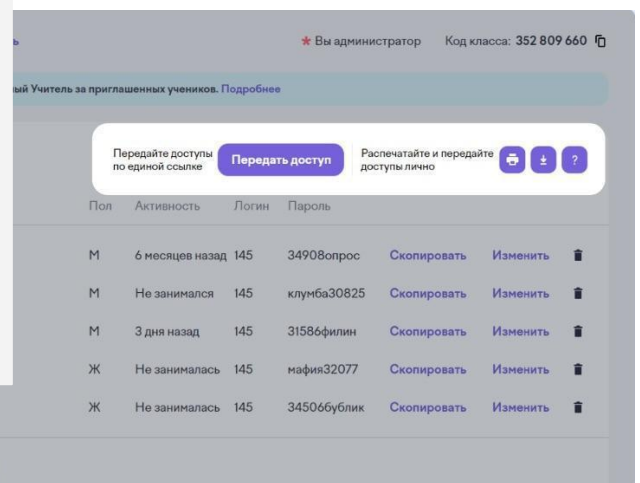 ь
* Вы администратор Код класса: 352 809 660
ый Учитель за приглашенных учеников. Подробнее
Передайте доступы
по единой ссылке
Передать доступ
Распечатайте и передайте
доступы лично
?
Пол Активность Логин Пароль
М 6 месяцев назад 145 34908опрос Скопировать Изменить
М Не занимался 145 клумба30825 Скопировать Изменить
М 3 дня назад 145 31586филин Скопировать Изменить
Ж Не занималась 145 мафия32077 Скопировать Изменить
Ж Не занималась 145 34506бублик Скопировать Изменить